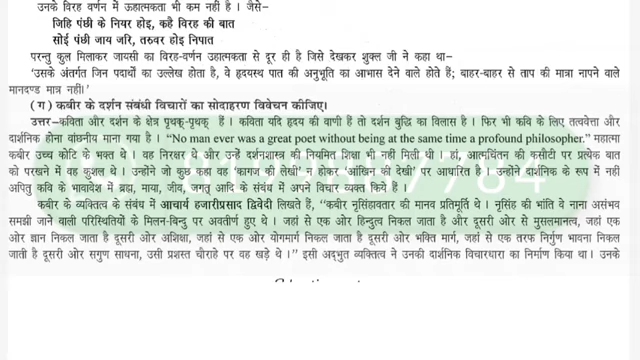 उनके विरह वर्णन में ऊहात्मकता भी कम नहीं है । जैसे–
जिहि पंछी के नियर होइ, कहै विरह की बात
सोई पंछी जाय जरि, तरुवर होइ निपात
परन्तु कुल मिलाकर जायसी का विरह-वर्णन उहात्मकता से दूर ही है जिसे देखकर शुक्ल जी ने कहा था–
'उसके अंतर्गत जिन पदार्थों का उल्लेख होता है, वे हृदयस्थ पात की अनुभूति का आभास देने वाले होते हैं; बाहर-बाहर से ताप की मात्रा नापने वाले
मानदण्ड मात्र नहीं।'
(ग) कबीर के दर्शन संबंधी विचारों का सोदाहरण विवेचन कीजिए।
उत्तर–कविता और दर्शन के क्षेत्र पृथक्-पृथक् हैं । कविता यदि हृदय की वाणी हैं तो दर्शन बुद्धि का विलास है । फिर भी कवि के लिए तत्ववेत्ता और
दार्शनिक होना वांछनीय माना गया है । "No man ever was a great poet without being at the same time a profound philosopher." महात्मा
कबीर उच्च कोटि के भक्त थे । वह निरक्षर थे और उन्हें दर्शनशास्त्र की नियमित शिक्षा भी नहीं मिली थी । हां, आत्मचिंतन की कसौटी पर प्रत्येक बात
को परखने में वह कुशल थे । उन्होंने जो कुछ कहा वह 'कागज की लेखी' न होकर 'आंखिन की देखी' पर आधारित है । उन्होंने दार्शनिक के रूप में नहीं
अपितु कवि के भावावेश में ब्रह्मा, माया, जीव, जगत् आदि के संबंध में अपने विचार व्यक्त किये हैं ।
कबीर के व्यक्तित्व के संबंध में आचार्य हजारीप्रसाद द्विवेदी लिखते हैं, "कबीर नृसिंहावतार की मानव प्रतिमूर्ति थे । नृसिंह की भांति वे नाना असंभव
समझी जाने वाली परिस्थितियों के मिलन-बिन्दु पर अवतीर्ण हुए थे । जहां से एक ओर हिन्दुत्व निकल जाता है और दूसरी ओर से मुसलमानत्व, जहां एक
ओर ज्ञान निकल जाता है दूसरी ओर अशिक्षा, जहां से एक ओर योगमार्ग निकल जाता है दूसरी ओर भक्ति मार्ग, जहां से एक तरफ निर्गुण भावना निकल
जाती है दूसरी ओर सगुण साधना, उसी प्रशस्त चौराहे पर वह खड़े थे ।" इसी अद्‌भुत व्यक्तित्व ने उनकी दार्शनिक विचारधारा का निर्माण किया था । उनके